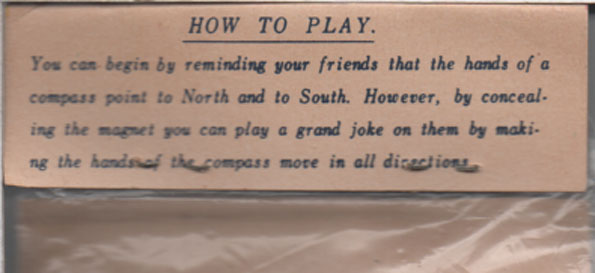 HOW TO PLAY.
You can begin by reminding your friends that the hands of a
compass point to North and to South. However, by conceal-
ing the magnet you can play a grand joke on them by maki-
ng the hands of the compass move in all directions.